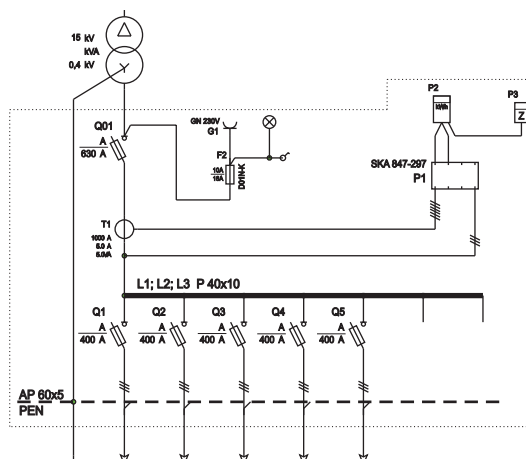 15 kV
kVA
0,4 kV
P2
kWh
P3
Z
Q01
A
630 A
GN 230V
G1
F2
10A
16A
D01N-K
SKA 847-297
P1
T1
1000 A
5.0 A
5.0VA
L1; L2; L3 P 40x10
Q1
A
400 A
Q2
A
400 A
Q3
A
400 A
Q4
A
400 A
Q5
A
400 A
AP 60x5
PEN